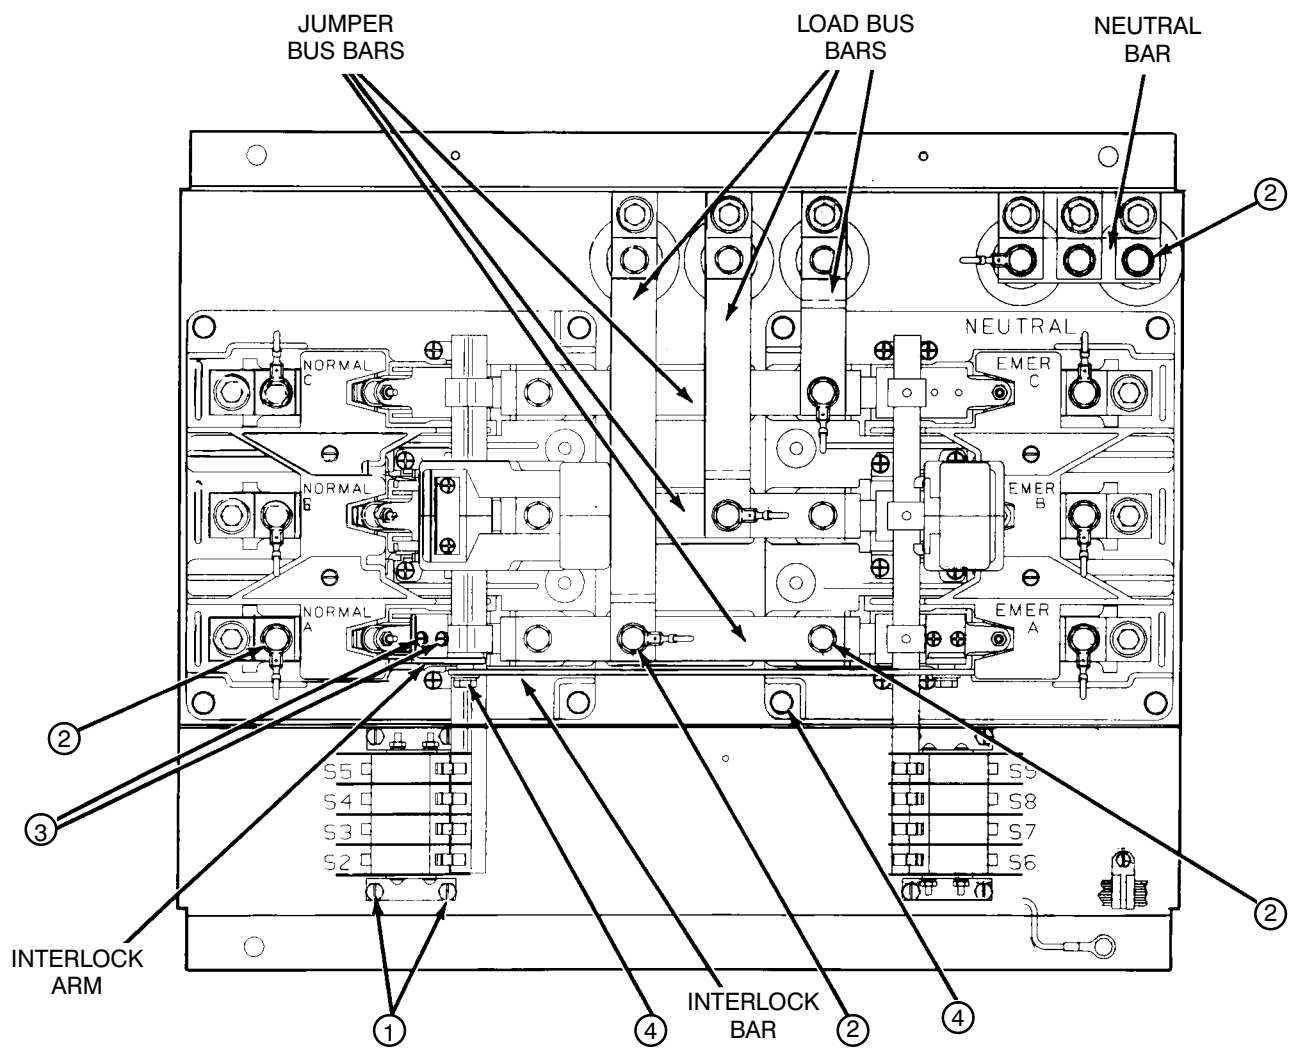 JUMPER
BUS BARS
LOAD BUS
BARS
NEUTRAL
BAR
2
NEUTRAL
NORMAL
C
EMER
C
NORMAL
B
EMER
B
NORMAL
A
EMER
A
2
3
S5
S4
S3
S2
S9
S8
S7
S6
2
INTERLOCK
ARM
1
4
INTERLOCK
BAR
2
4